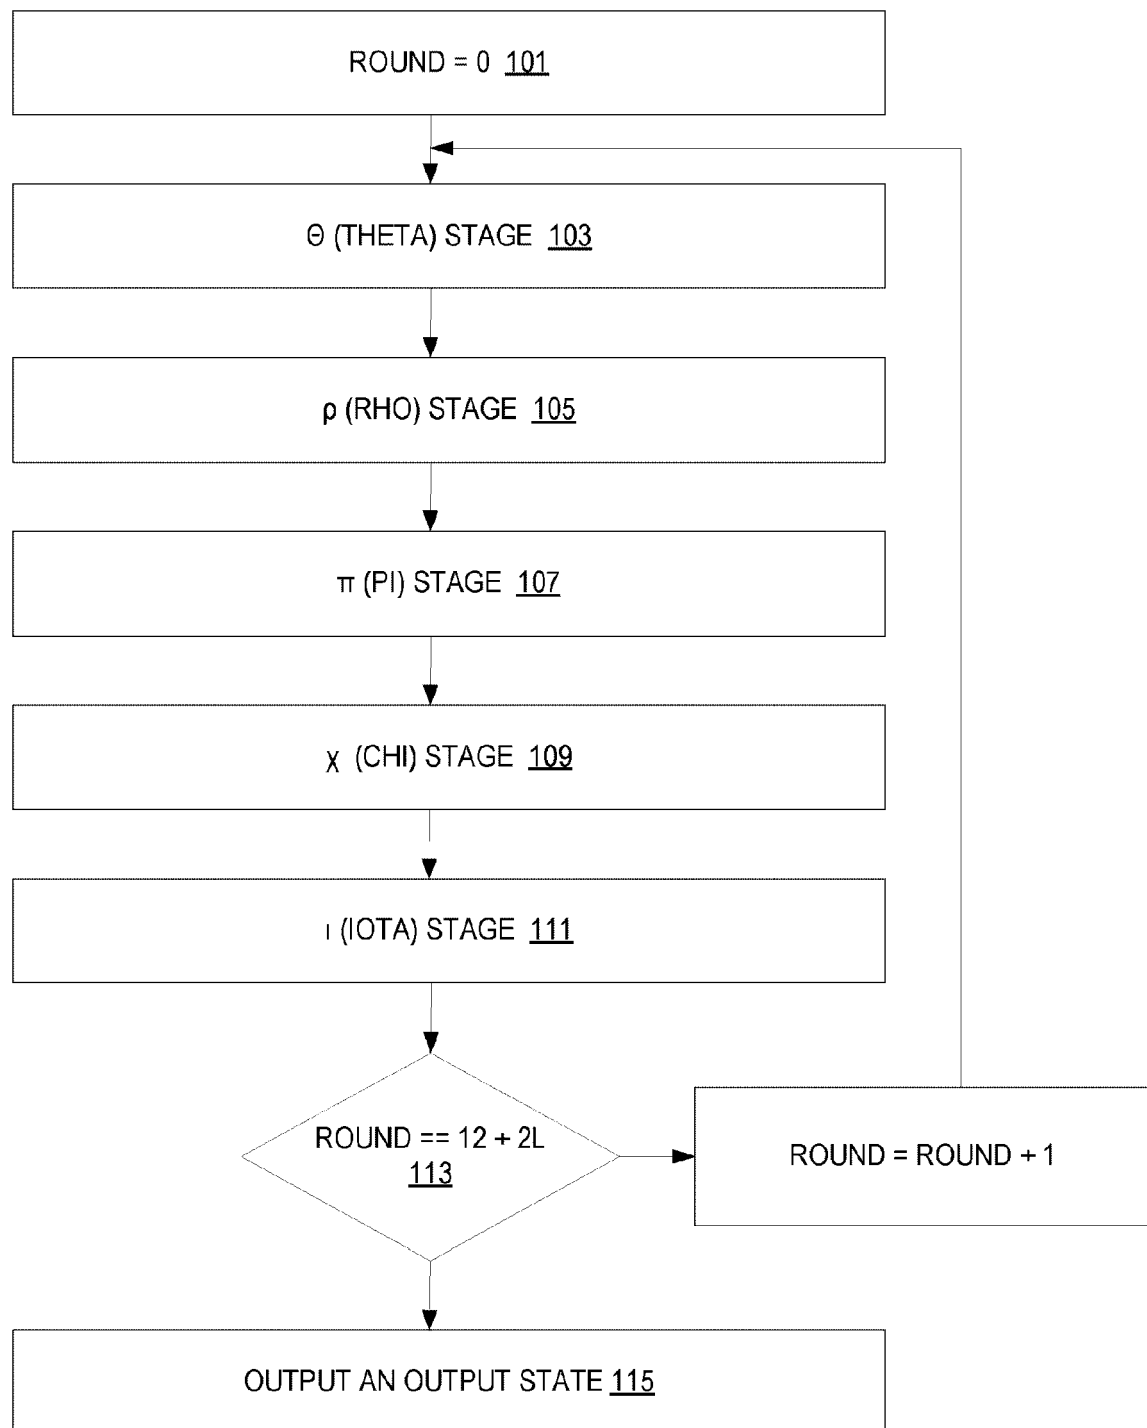 ROUND = 0 101
Θ (THETA) STAGE 103
ρ (RHO) STAGE 105
π (PI) STAGE 107
χ (CHI) STAGE 109
ι (IOTA) STAGE 111
ROUND == 12 + 2L
113
ROUND = ROUND + 1
OUTPUT AN OUTPUT STATE 115